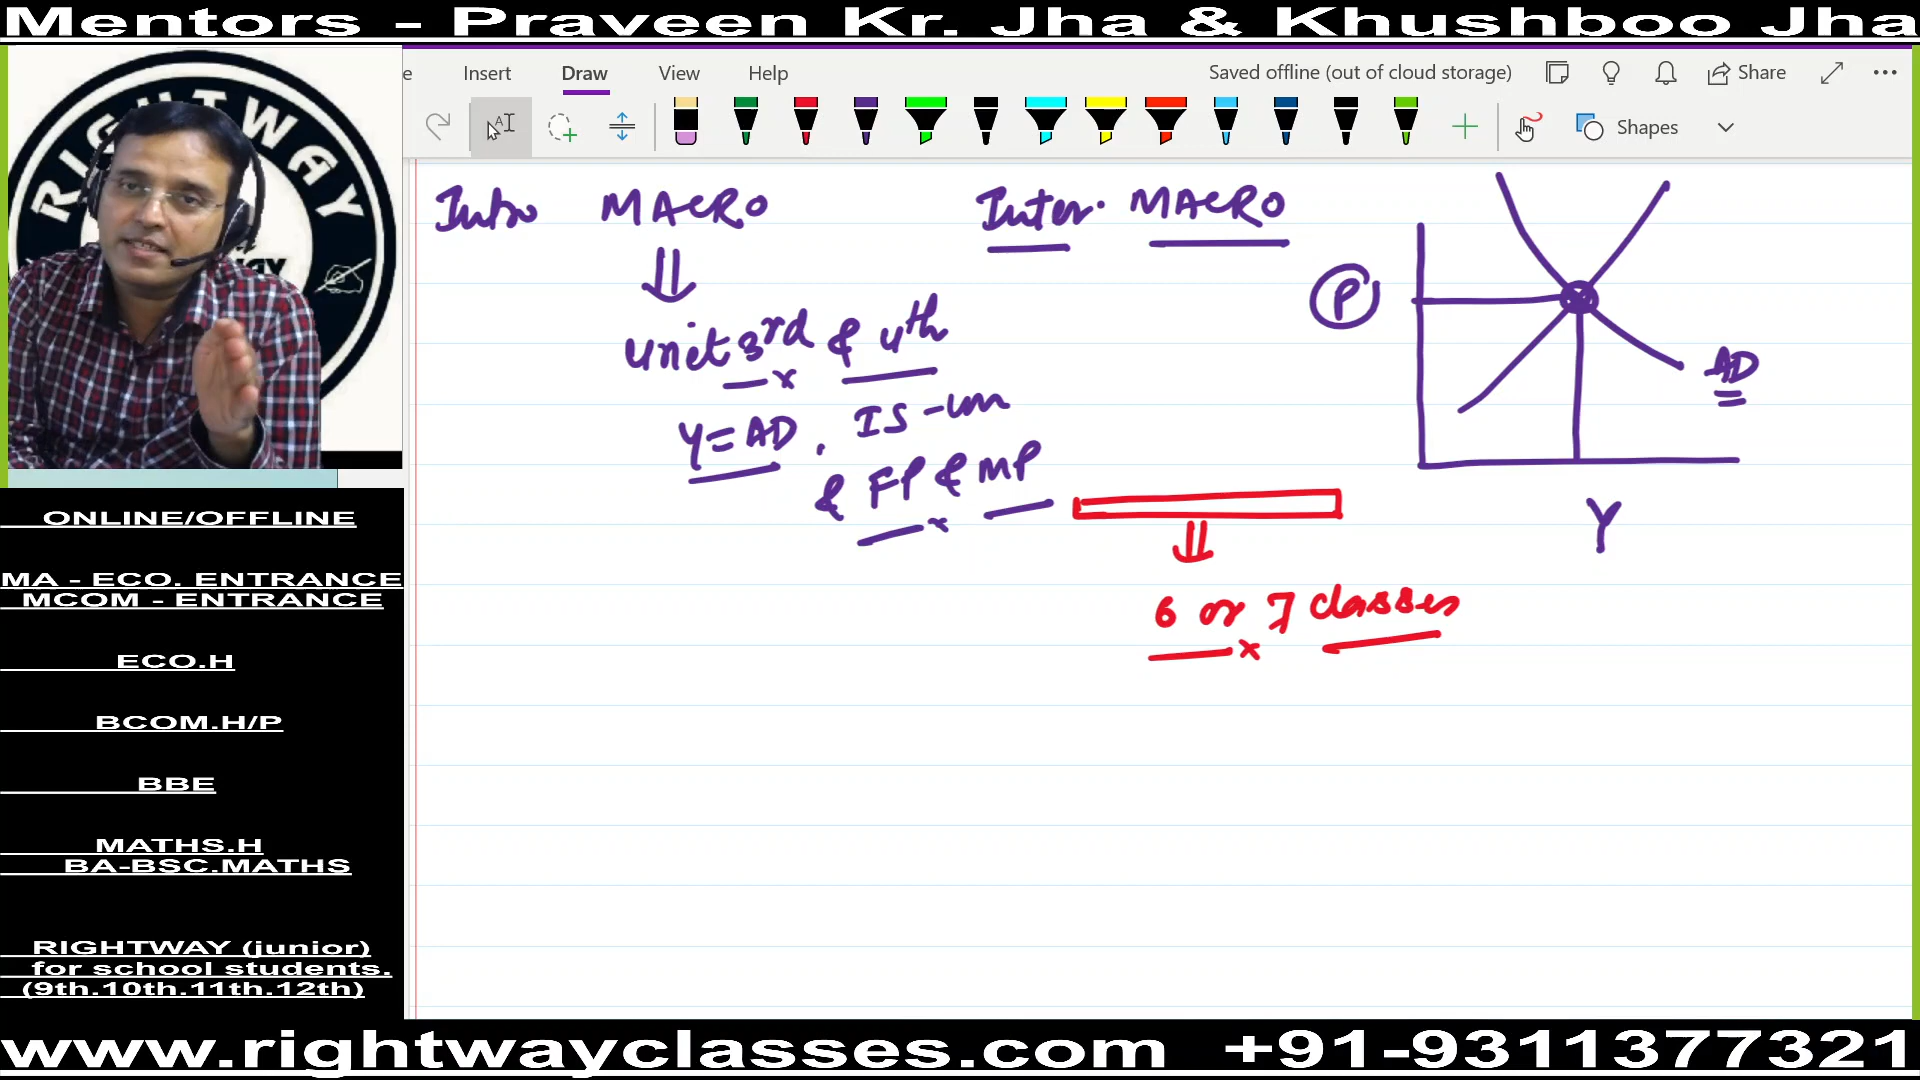 Mentors - Praveen Kr. Jha & Khushboo Jha
RIGHTWAY
Insert Draw View Help
Saved offline (out of cloud storage)
Share
Shapes
Intro MACRO
Inter. MACRO
unit 3rd & 4th
Y = AD, IS-LM
& FP & MP
P
AD
Y
6 or 7 classes
ONLINE/OFFLINE
MA - ECO. ENTRANCE
MCOM - ENTRANCE
ECO.H
BCOM.H/P
BBE
MATHS.H
BA-BSC.MATHS
RIGHTWAY (junior)
for school students.
(9th.10th.11th.12th)
www.rightwayclasses.com +91-9311377321